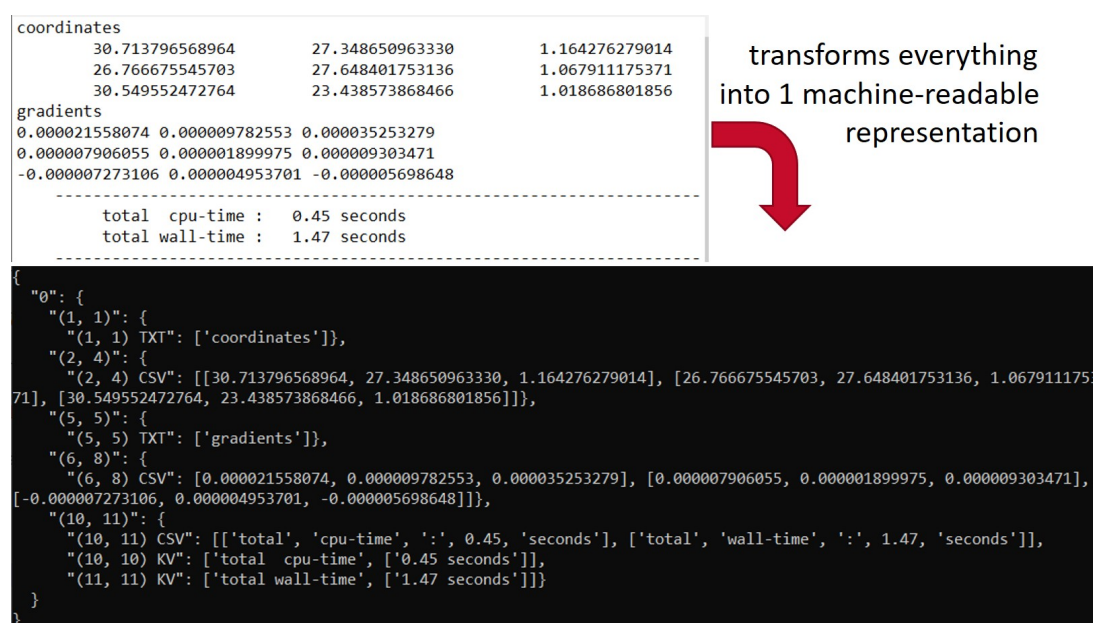 coordinates
30.713796568964 27.348650963330 1.164276279014
26.766675545703 27.648401753136 1.067911175371
30.549552472764 23.438573868466 1.018686801856
gradients
0.000021558074 0.000009782553 0.000035253279
0.000007906055 0.000001899975 0.000009303471
-0.000007273106 0.000004953701 -0.000005698648
--------------------------------------------------------------------
total  cpu-time :   0.45 seconds
total wall-time :   1.47 seconds
--------------------------------------------------------------------
transforms everything
into 1 machine-readable
representation
{
  "0": {
    "(1, 1)": {
      "(1, 1) TXT": ['coordinates']},
    "(2, 4)": {
      "(2, 4) CSV": [[30.713796568964, 27.348650963330, 1.164276279014], [26.766675545703, 27.648401753136, 1.0679111753
71], [30.549552472764, 23.438573868466, 1.018686801856]]},
    "(5, 5)": {
      "(5, 5) TXT": ['gradients']},
    "(6, 8)": {
      "(6, 8) CSV": [0.000021558074, 0.000009782553, 0.000035253279], [0.000007906055, 0.000001899975, 0.000009303471],
[-0.000007273106, 0.000004953701, -0.000005698648]]},
    "(10, 11)": {
      "(10, 11) CSV": [['total', 'cpu-time', ':', 0.45, 'seconds'], ['total', 'wall-time', ':', 1.47, 'seconds']],
      "(10, 10) KV": ['total  cpu-time', ['0.45 seconds']],
      "(11, 11) KV": ['total wall-time', ['1.47 seconds']]}
  }
}